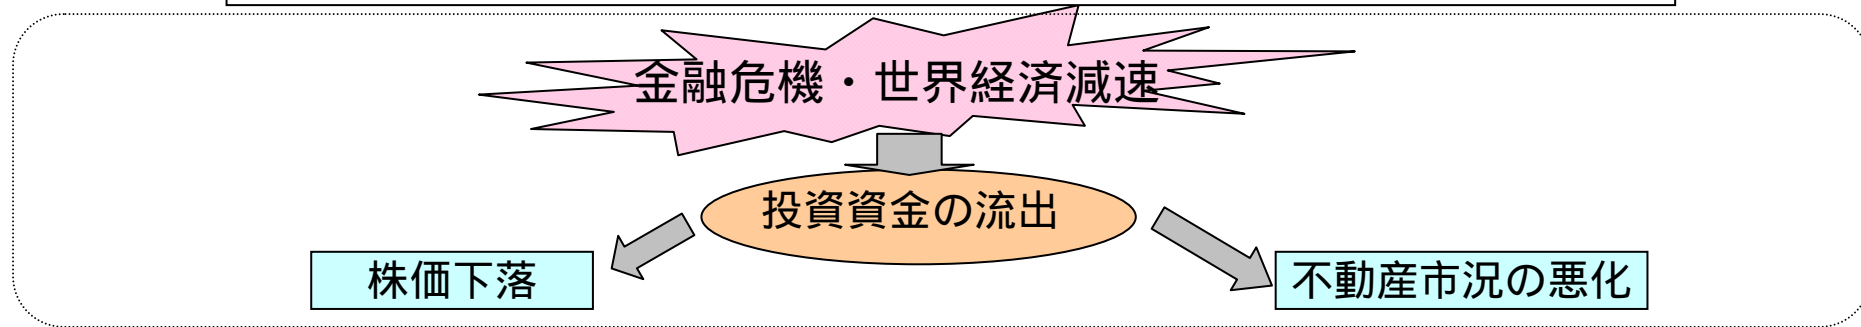 金融危機・世界経済減速
投資資金の流出
株価下落
不動産市況の悪化